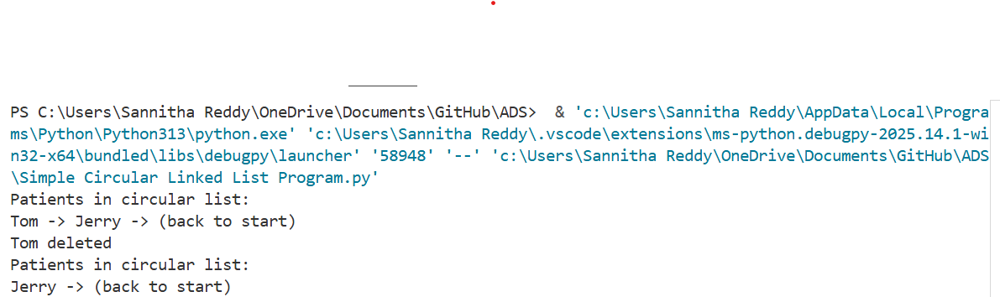 PS C:\Users\Sannitha Reddy\OneDrive\Documents\GitHub\ADS>  & 'c:\Users\Sannitha Reddy\AppData\Local\Progra
ms\Python\Python313\python.exe' 'c:\Users\Sannitha Reddy\.vscode\extensions\ms-python.debugpy-2025.14.1-wi
n32-x64\bundled\libs\debugpy\launcher' '58948' '--' 'c:\Users\Sannitha Reddy\OneDrive\Documents\GitHub\ADS
\Simple Circular Linked List Program.py'
Patients in circular list:
Tom -> Jerry -> (back to start)
Tom deleted
Patients in circular list:
Jerry -> (back to start)